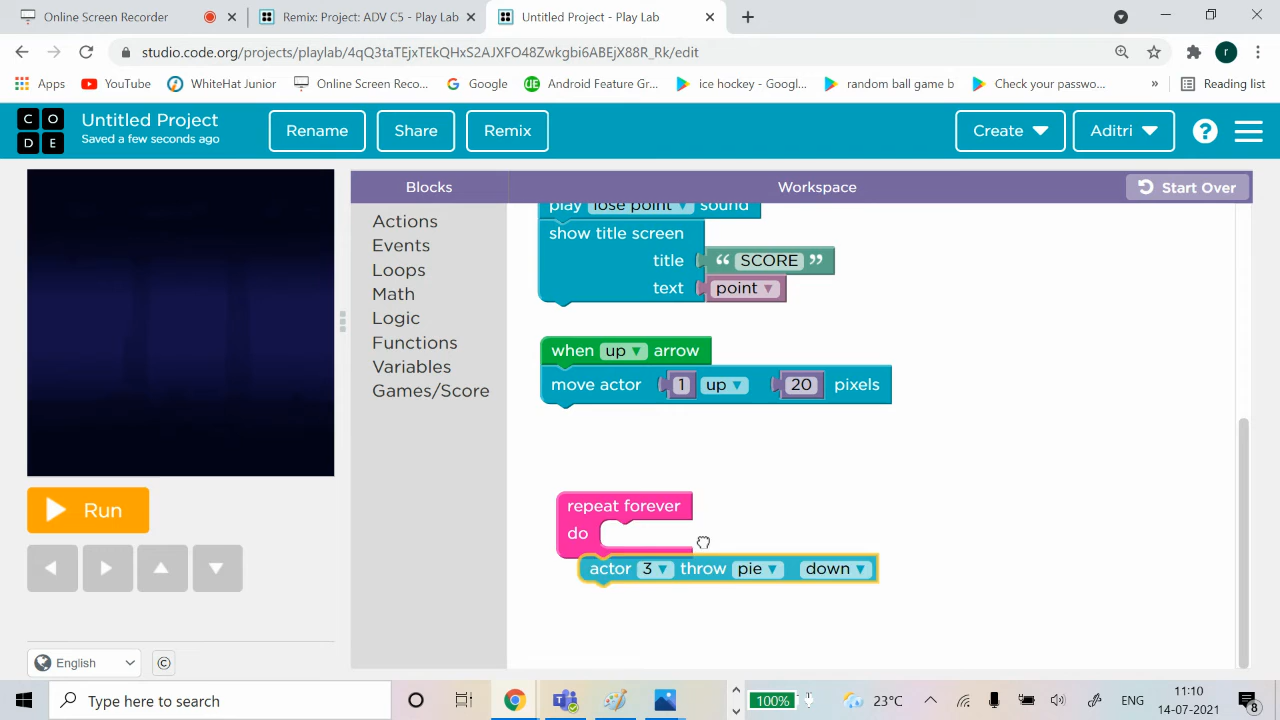 Online Screen Recorder
Remix: Project: ADV C5 - Play Lab
Untitled Project - Play Lab
studio.code.org/projects/playlab/4qQ3taTEjxTEkQHxS2AJXFO48Zwkgbi6ABEjX88R_Rk/edit
r
Apps
YouTube
WhiteHat Junior
Online Screen Reco...
Google
Android Feature Gr...
ice hockey - Googl...
random ball game b
Check your passwo...
»
Reading list
C O D E
Untitled Project
Saved a few seconds ago
Rename
Share
Remix
Create
Aditri
?
Blocks
Workspace
Start Over
Actions
Events
Loops
Math
Logic
Functions
Variables
Games/Score
play lose point sound
show title screen
title “ SCORE ”
text point
when up arrow
move actor 1 up 20 pixels
repeat forever
do
actor 3 throw pie down
Run
English
©
Type here to search
100%
23°C
ENG
11:10
14-07-2021
8